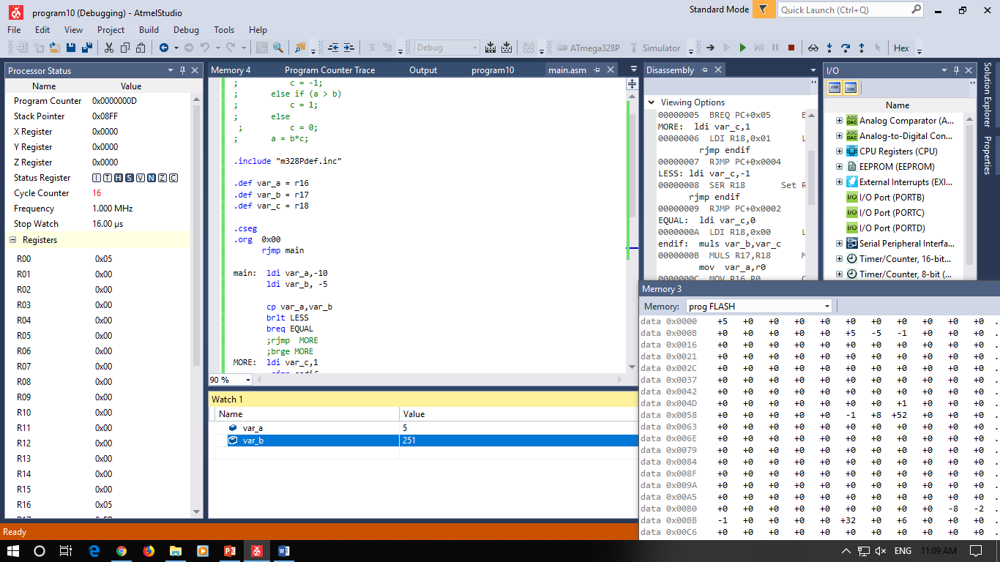 program10 (Debugging) - AtmelStudio
Standard Mode
Quick Launch (Ctrl+Q)
File Edit View Project Build Debug Tools Help
Debug
ATmega328P
Simulator
Hex
Processor Status
Name Value
Program Counter 0x0000000D
Stack Pointer 0x08FF
X Register 0x0000
Y Register 0x0000
Z Register 0x0000
Status Register I T H S V N Z C
Cycle Counter 16
Frequency 1.000 MHz
Stop Watch 16.00 µs
Registers
R00 0x05
R01 0x00
R02 0x00
R03 0x00
R04 0x00
R05 0x00
R06 0x00
R07 0x00
R08 0x00
R09 0x00
R10 0x00
R11 0x00
R12 0x00
R13 0x00
R14 0x00
R15 0x00
R16 0x05
Memory 4 Program Counter Trace Output program10 main.asm
; c = -1;
; else if (a > b)
; c = 1;
; else
; c = 0;
; a = b*c;
.include "m328Pdef.inc"
.def var_a = r16
.def var_b = r17
.def var_c = r18
.cseg
.org 0x00
rjmp main
main: ldi var_a,-10
ldi var_b, -5
cp var_a,var_b
brlt LESS
breq EQUAL
;rjmp MORE
;brge MORE
MORE: ldi var_c,1
90 %
Watch 1
Name Value
var_a 5
var_b 251
Disassembly
Viewing Options
00000005 BREQ PC+0x05
MORE: ldi var_c,1
00000006 LDI R18,0x01
rjmp endif
00000007 RJMP PC+0x0004
LESS: ldi var_c,-1
00000008 SER R18 Set R
rjmp endif
00000009 RJMP PC+0x0002
EQUAL: ldi var_c,0
0000000A LDI R18,0x00
endif: muls var_b,var_c
0000000B MULS R17,R18
mov var_a,r0
0000000C MOV R16,R0
I/O
Name
Analog Comparator (A...
Analog-to-Digital Con...
CPU Registers (CPU)
EEPROM (EEPROM)
External Interrupts (EXI...
I/O Port (PORTB)
I/O Port (PORTC)
I/O Port (PORTD)
Serial Peripheral Interfa...
Timer/Counter, 16-bit...
Timer/Counter, 8-bit (...
Solution Explorer
Properties
Memory 3
Memory: prog FLASH
data 0x0000 +5 +0 +0 +0 +0 +0 +0 +0 +0 +0 +0 .
data 0x000B +0 +0 +0 +0 +0 +5 -5 -1 +0 +0 +0 .
data 0x0016 +0 +0 +0 +0 +0 +0 +0 +0 +0 +0 +0 .
data 0x0021 +0 +0 +0 +0 +0 +0 +0 +0 +0 +0 +0 .
data 0x002C +0 +0 +0 +0 +0 +0 +0 +0 +0 +0 +0 .
data 0x0037 +0 +0 +0 +0 +0 +0 +0 +0 +0 +0 +0 .
data 0x0042 +0 +0 +0 +0 +0 +0 +0 +0 +0 +0 +0 .
data 0x004D +0 +0 +0 +0 +0 +0 +0 +1 +0 +0 +0 .
data 0x0058 +0 +0 +0 +0 +0 -1 +8 +52 +0 +0 +0 .
data 0x0063 +0 +0 +0 +0 +0 +0 +0 +0 +0 +0 +0 .
data 0x006E +0 +0 +0 +0 +0 +0 +0 +0 +0 +0 +0 .
data 0x0079 +0 +0 +0 +0 +0 +0 +0 +0 +0 +0 +0 .
data 0x0084 +0 +0 +0 +0 +0 +0 +0 +0 +0 +0 +0 .
data 0x008F +0 +0 +0 +0 +0 +0 +0 +0 +0 +0 +0 .
data 0x009A +0 +0 +0 +0 +0 +0 +0 +0 +0 +0 +0 .
data 0x00A5 +0 +0 +0 +0 +0 +0 +0 +0 +0 +0 +0 .
data 0x00B0 +0 +0 +0 +0 +0 +0 +0 +0 +0 -8 -2 .
data 0x00BB -1 +0 +0 +0 +0 +32 +0 +6 +0 +0 +0 .
data 0x00C6 +0 +0 +0 +0 +0 +0 +0 +0 +0 +0 +0 .
Ready
ENG
11:09 AM